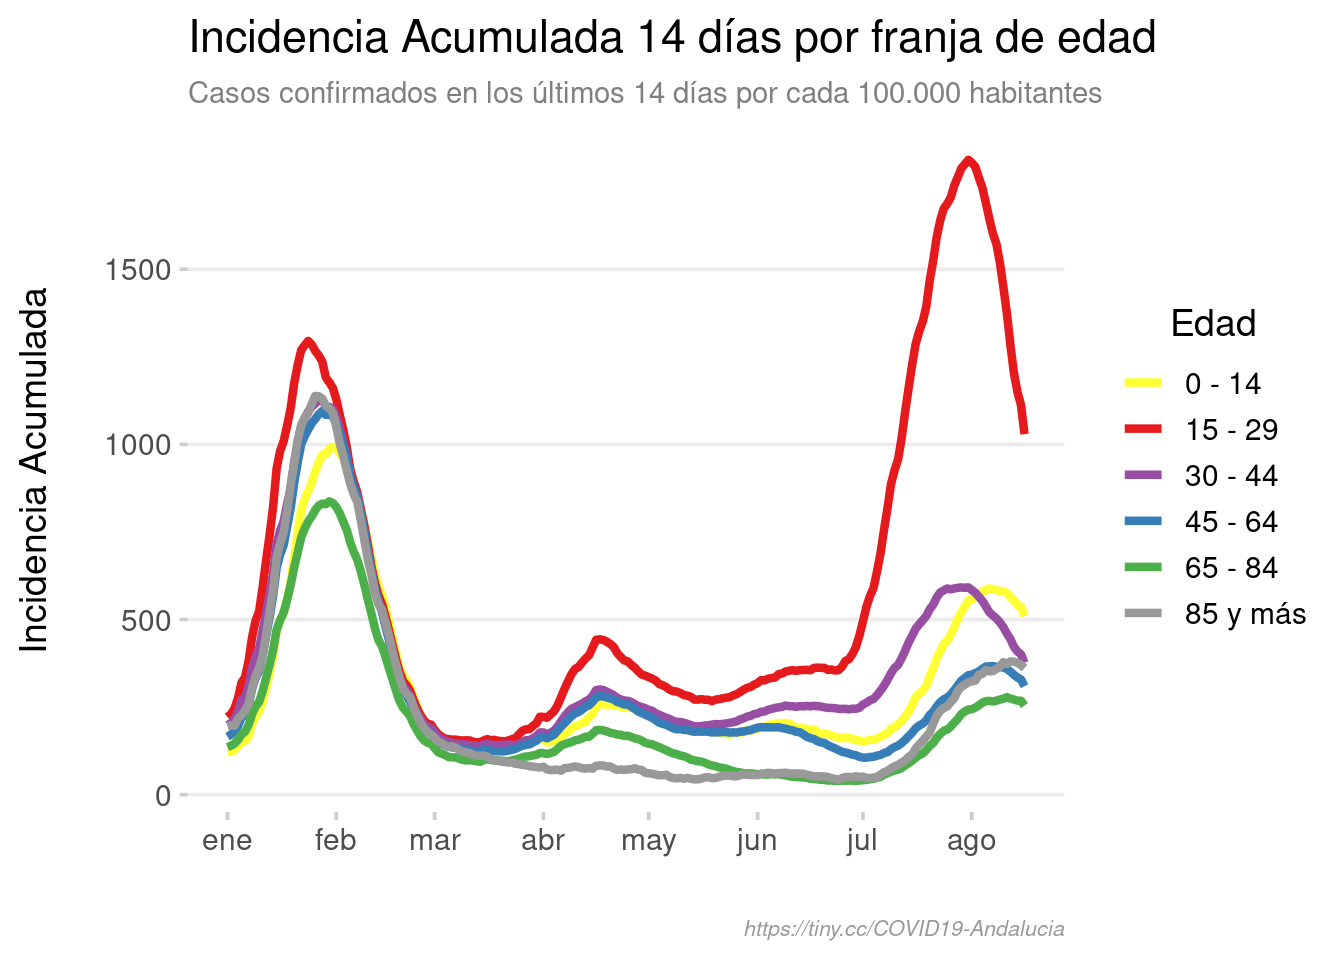 Incidencia Acumulada 14 días por franja de edad
Casos confirmados en los últimos 14 días por cada 100.000 habitantes
Incidencia Acumulada
1500
1000
500
0
ene feb mar abr may jun jul ago
Edad
0 - 14
15 - 29
30 - 44
45 - 64
65 - 84
85 y más
https://tiny.cc/COVID19-Andalucia